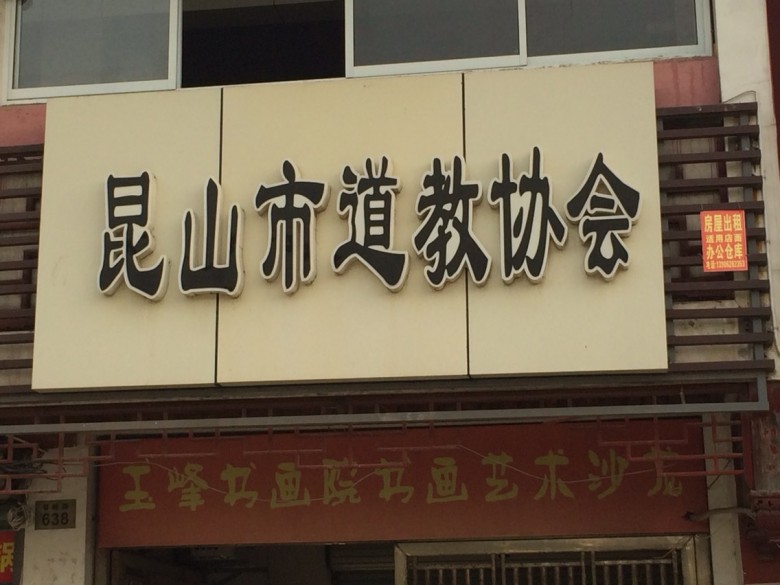 昆山市道教协会
房屋出租
适用店面
办公仓库
玉峰书画院书画艺术沙龙
638